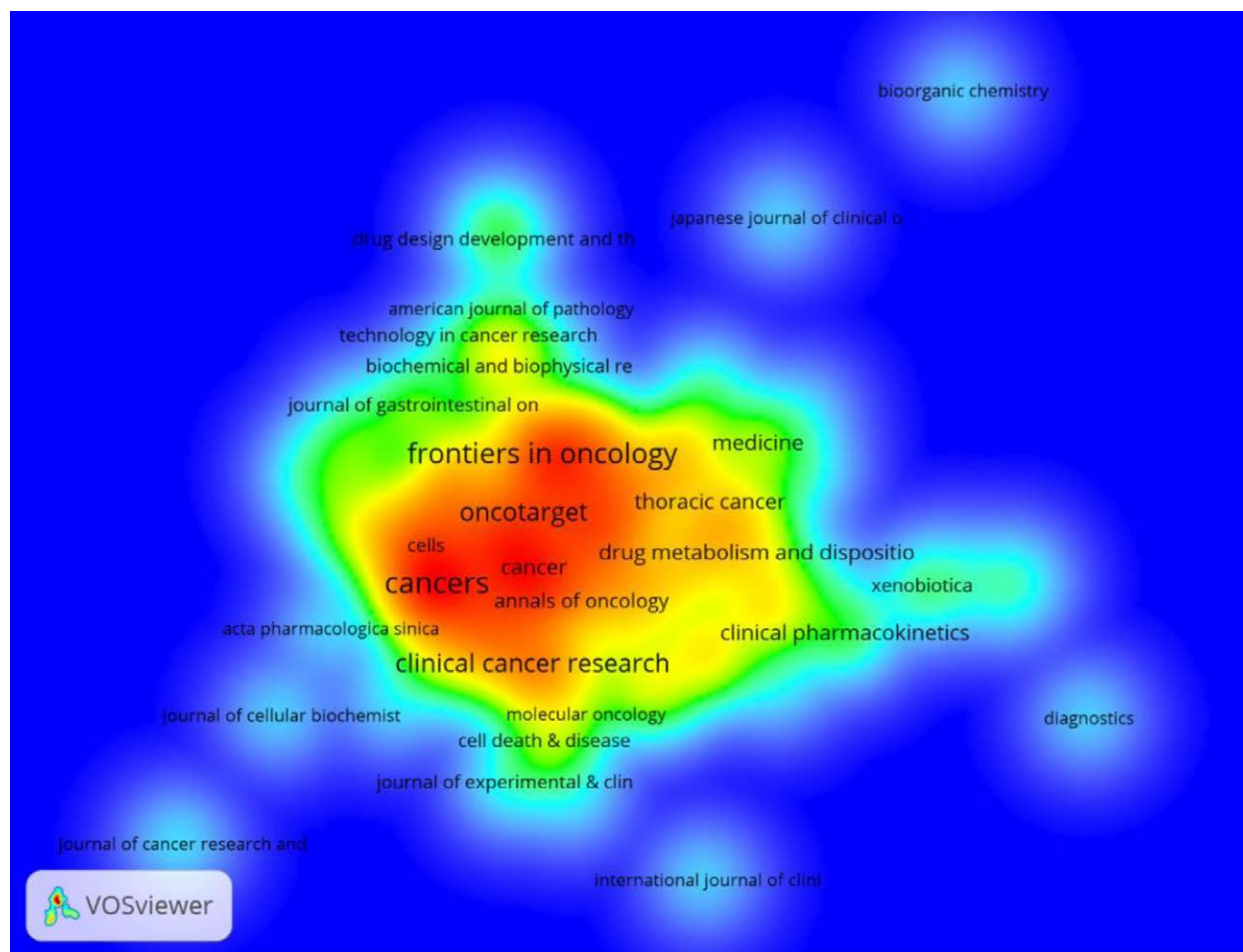 bioorganic chemistry
japanese journal of clinical o
drug design development and th
american journal of pathology
technology in cancer research
biochemical and biophysical re
journal of gastrointestinal on
medicine
frontiers in oncology
thoracic cancer
oncotarget
cells
drug metabolism and dispositio
cancer
cancers
xenobiotica
annals of oncology
acta pharmacologica sinica
clinical pharmacokinetics
clinical cancer research
journal of cellular biochemist
molecular oncology
diagnostics
cell death & disease
journal of experimental & clin
journal of cancer research and
international journal of clini
VOSviewer